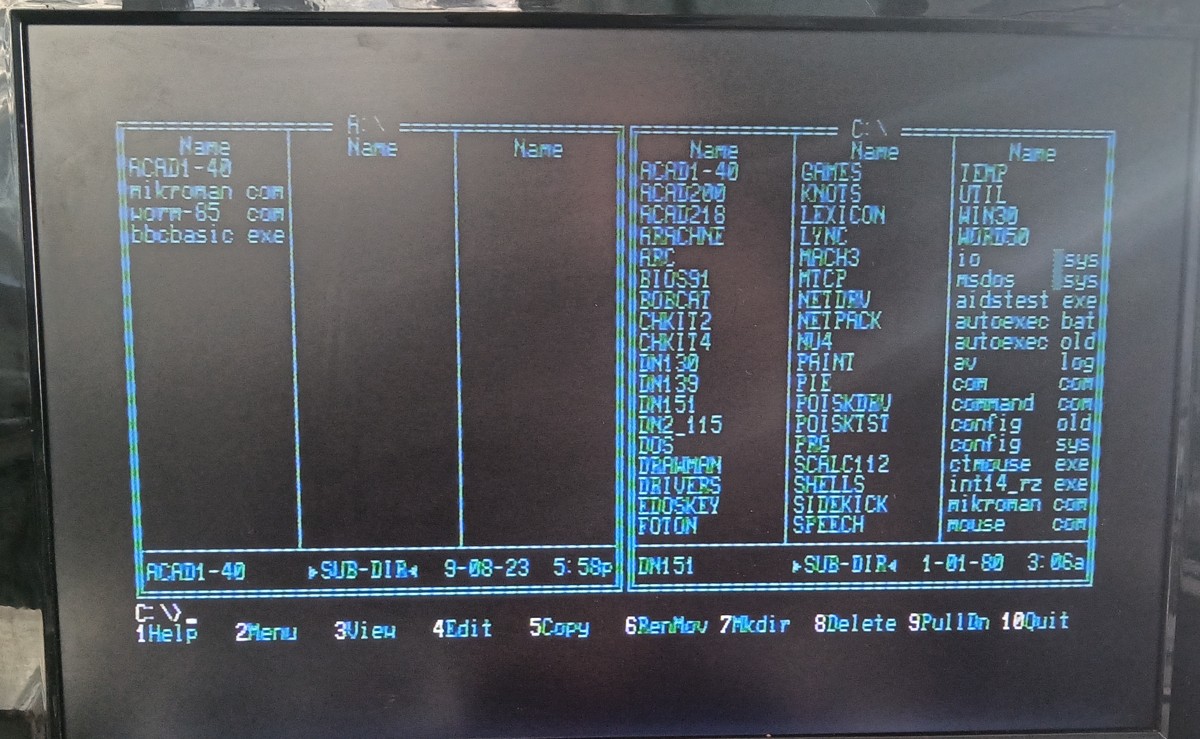 A:\
Name Name Name
ACAD1-40
mikroman com
worm-65 com
bbcbasic exe
ACAD1-40 ►SUB-DIR◄ 9-08-23 5:58p
C:\
Name Name Name
ACAD1-40 GAMES TEMP
ACAD200 KNOTS UTIL
ACAD218 LEXICON WIN30
ARACHNE LYNC WORD50
ARC MACH3 io sys
BIOS91 MTCP msdos sys
BOBCAT NETDRV aidstest exe
CHKIT2 NETPACK autoexec bat
CHKIT4 NU4 autoexec old
DN130 PAINT av log
DN139 PIE com com
DN151 POISKDRV command com
DN2_115 POISKTST config old
DOS PRG config sys
DRAWMAN SCALC112 ctmouse exe
DRIVERS SHELLS int14_rz exe
EDOSKEY SIDEKICK mikroman com
FOTON SPEECH mouse com
DN151 ►SUB-DIR◄ 1-01-80 3:06a
C:\>
1Help 2Menu 3View 4Edit 5Copy 6RenMov 7Mkdir 8Delete 9PullDn 10Quit